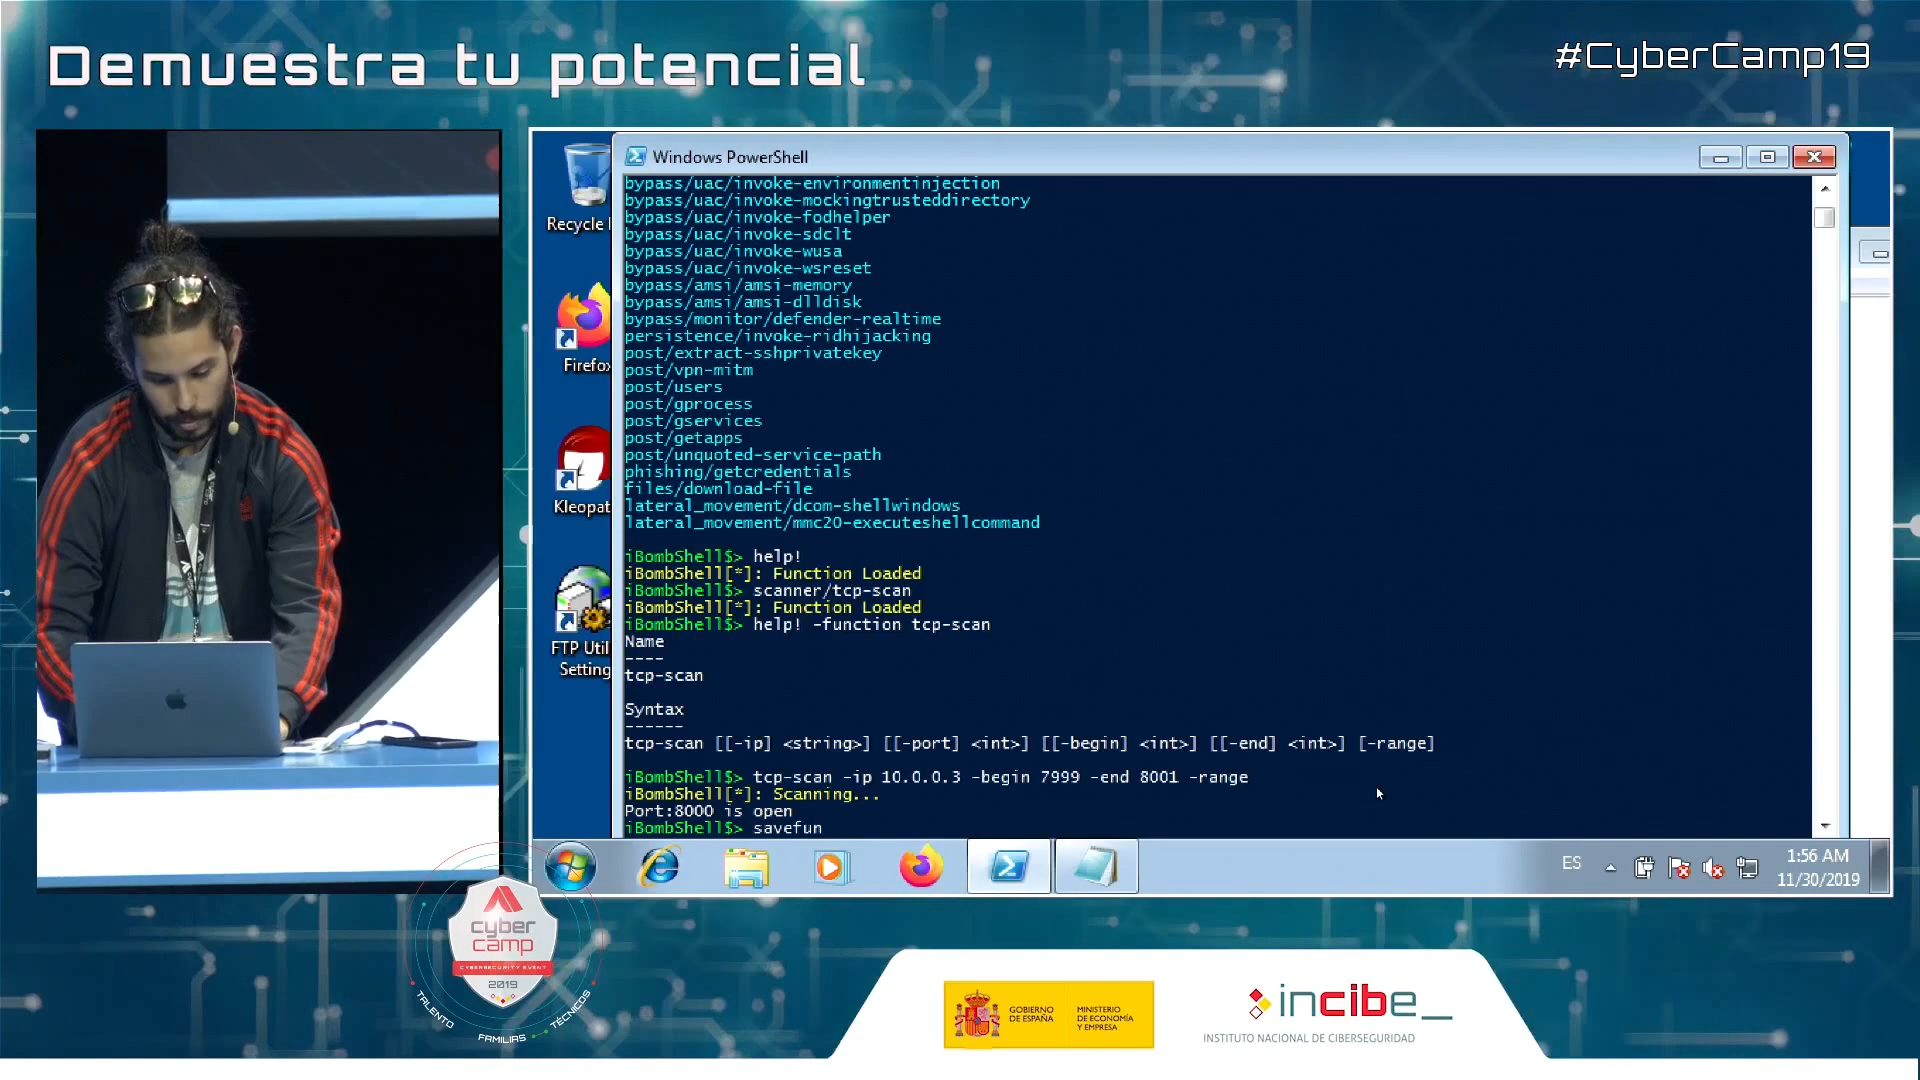 Demuestra tu potencial
#CyberCamp19
Windows PowerShell
Recycle
Firefox
Kleopat
FTP Util
Setting
bypass/uac/invoke-environmentinjection
bypass/uac/invoke-mockingtrusteddirectory
bypass/uac/invoke-fodhelper
bypass/uac/invoke-sdclt
bypass/uac/invoke-wusa
bypass/uac/invoke-wsreset
bypass/amsi/amsi-memory
bypass/amsi/amsi-dlldisk
bypass/monitor/defender-realtime
persistence/invoke-ridhijacking
post/extract-sshprivatekey
post/vpn-mitm
post/users
post/gprocess
post/gservices
post/getapps
post/unquoted-service-path
phishing/getcredentials
files/download-file
lateral_movement/dcom-shellwindows
lateral_movement/mmc20-executeshellcommand
iBombShell$> help!
iBombShell[*]: Function Loaded
iBombShell$> scanner/tcp-scan
iBombShell[*]: Function Loaded
iBombShell$> help! -function tcp-scan
Name
----
tcp-scan
Syntax
------
tcp-scan [[-ip] <string>] [[-port] <int>] [[-begin] <int>] [[-end] <int>] [-range]
iBombShell$> tcp-scan -ip 10.0.0.3 -begin 7999 -end 8001 -range
iBombShell[*]: Scanning...
Port:8000 is open
iBombShell$> savefun
ES
1:56 AM
11/30/2019
cyber
camp
CYBERSECURITY EVENT
2019
TALENTO
FAMILIAS
TÉCNICOS
GOBIERNO
DE ESPAÑA
MINISTERIO
DE ECONOMÍA
Y EMPRESA
incibe_
INSTITUTO NACIONAL DE CIBERSEGURIDAD